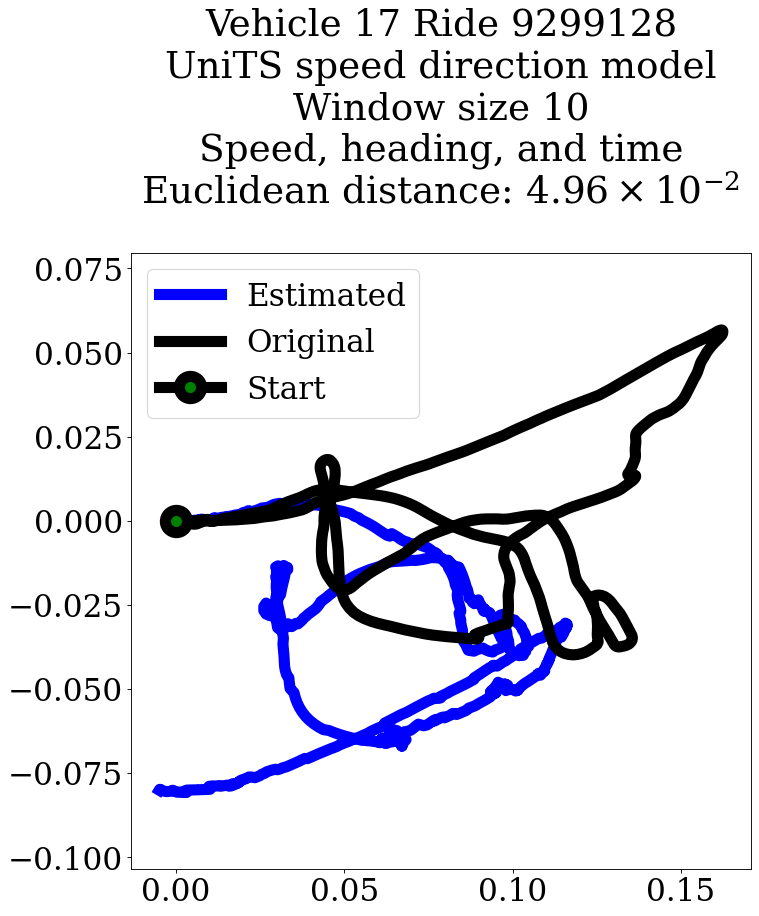 Vehicle 17 Ride 9299128
UniTS speed direction model
Window size 10
Speed, heading, and time
Euclidean distance: 4.96 × 10⁻²
0.075
0.050
0.025
0.000
−0.025
−0.050
−0.075
−0.100
Estimated
Original
Start
0.00 0.05 0.10 0.15